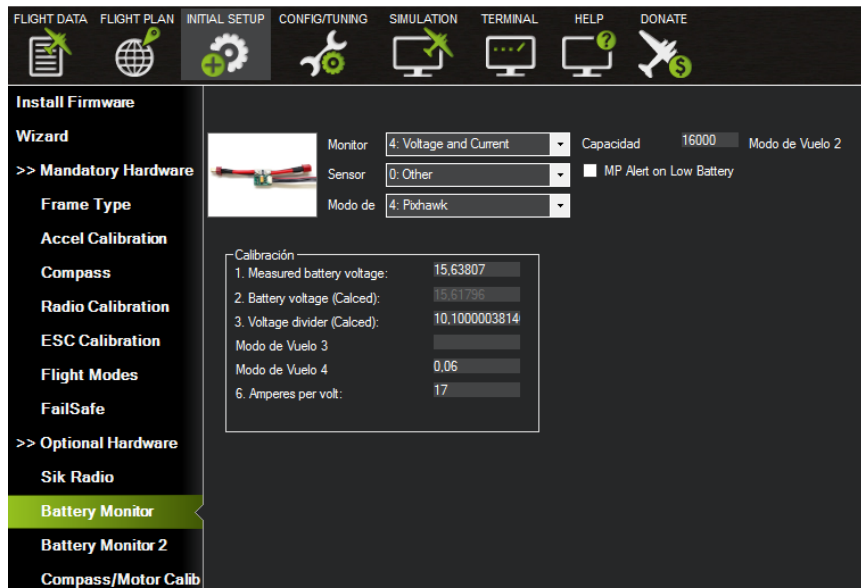 FLIGHT DATA FLIGHT PLAN INITIAL SETUP CONFIG/TUNING SIMULATION TERMINAL HELP DONATE
Install Firmware
Wizard
>> Mandatory Hardware
Frame Type
Accel Calibration
Compass
Radio Calibration
ESC Calibration
Flight Modes
FailSafe
>> Optional Hardware
Sik Radio
Battery Monitor
Battery Monitor 2
Compass/Motor Calib
Monitor 4: Voltage and Current Capacidad 16000 Modo de Vuelo 2
Sensor 0: Other MP Alert on Low Battery
Modo de 4: Pixhawk
Calibración
1. Measured battery voltage: 15,63807
2. Battery voltage (Calced): 15,61796
3. Voltage divider (Calced): 10,1000003814
Modo de Vuelo 3
Modo de Vuelo 4 0,06
6. Amperes per volt: 17